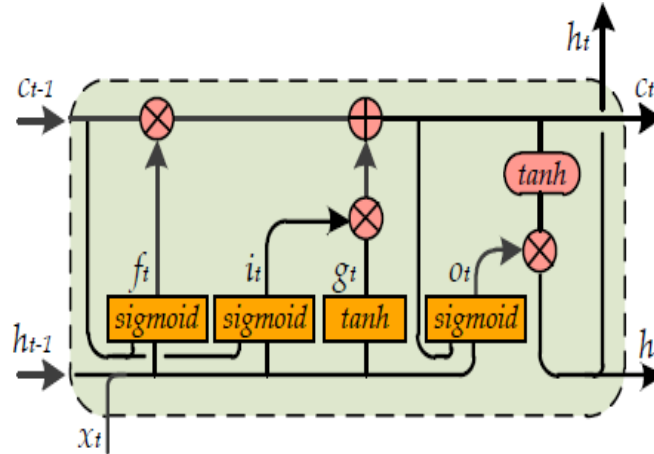 ht
Ct-1
Ct
tanh
ft
it
gt
ot
sigmoid
sigmoid
tanh
sigmoid
ht-1
h
xt